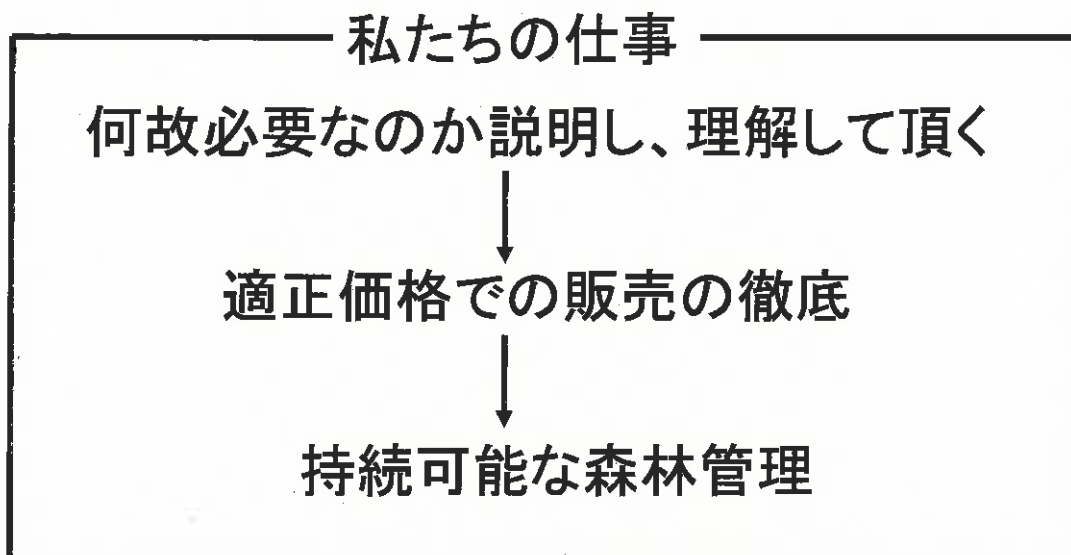 私たちの仕事
何故必要なのか説明し、理解して頂く
適正価格での販売の徹底
持続可能な森林管理